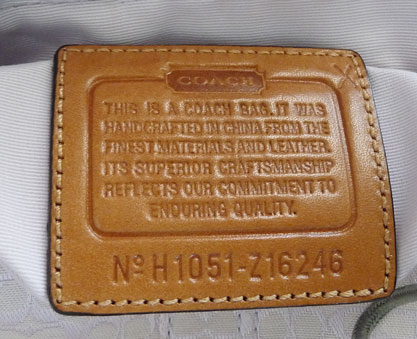 COACH
THIS IS A COACH BAG. IT WAS
HANDCRAFTED IN CHINA FROM THE
FINEST MATERIALS AND LEATHER.
ITS SUPERIOR CRAFTSMANSHIP
REFLECTS OUR COMMITMENT TO
ENDURING QUALITY.
Nº H1051-Z16246